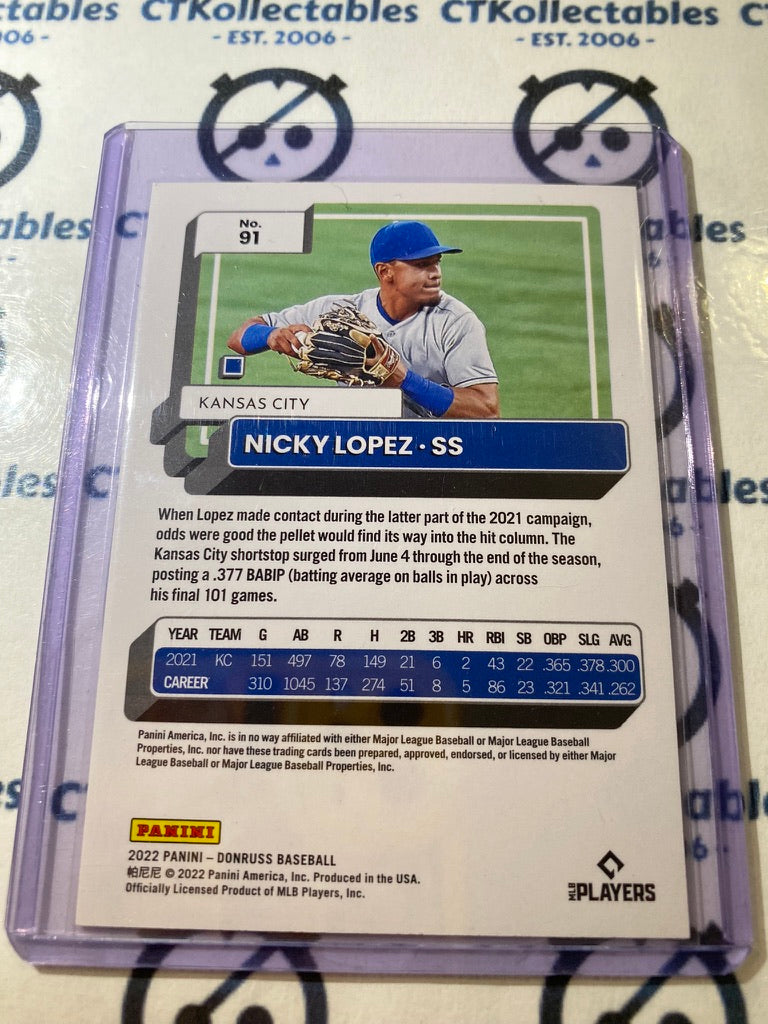 CTKollectables
- EST. 2006 -
No.
91
KANSAS CITY
NICKY LOPEZ · SS
When Lopez made contact during the latter part of the 2021 campaign,
odds were good the pellet would find its way into the hit column. The
Kansas City shortstop surged from June 4 through the end of the season,
posting a .377 BABIP (batting average on balls in play) across
his final 101 games.
YEAR TEAM G AB R H 2B 3B HR RBI SB OBP SLG AVG
2021 KC 151 497 78 149 21 6 2 43 22 .365 .378 .300
CAREER 310 1045 137 274 51 8 5 86 23 .321 .341 .262
Panini America, Inc. is in no way affiliated with either Major League Baseball or Major League Baseball
Properties, Inc. nor have these trading cards been prepared, approved, endorsed, or licensed by either Major
League Baseball or Major League Baseball Properties, Inc.
PANINI
2022 PANINI – DONRUSS BASEBALL
帕尼尼 © 2022 Panini America, Inc. Produced in the USA.
Officially Licensed Product of MLB Players, Inc.
MLB PLAYERS